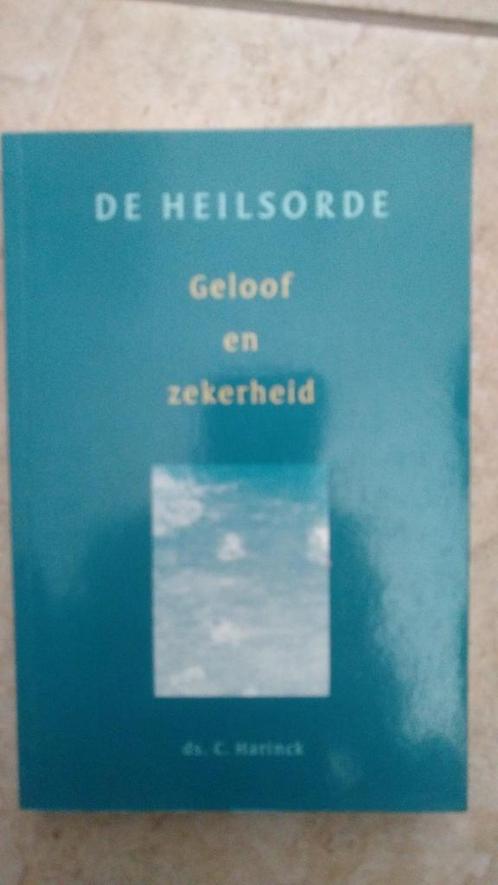 DE HEILSORDE
Geloof
en
zekerheid
ds. C. Harinck